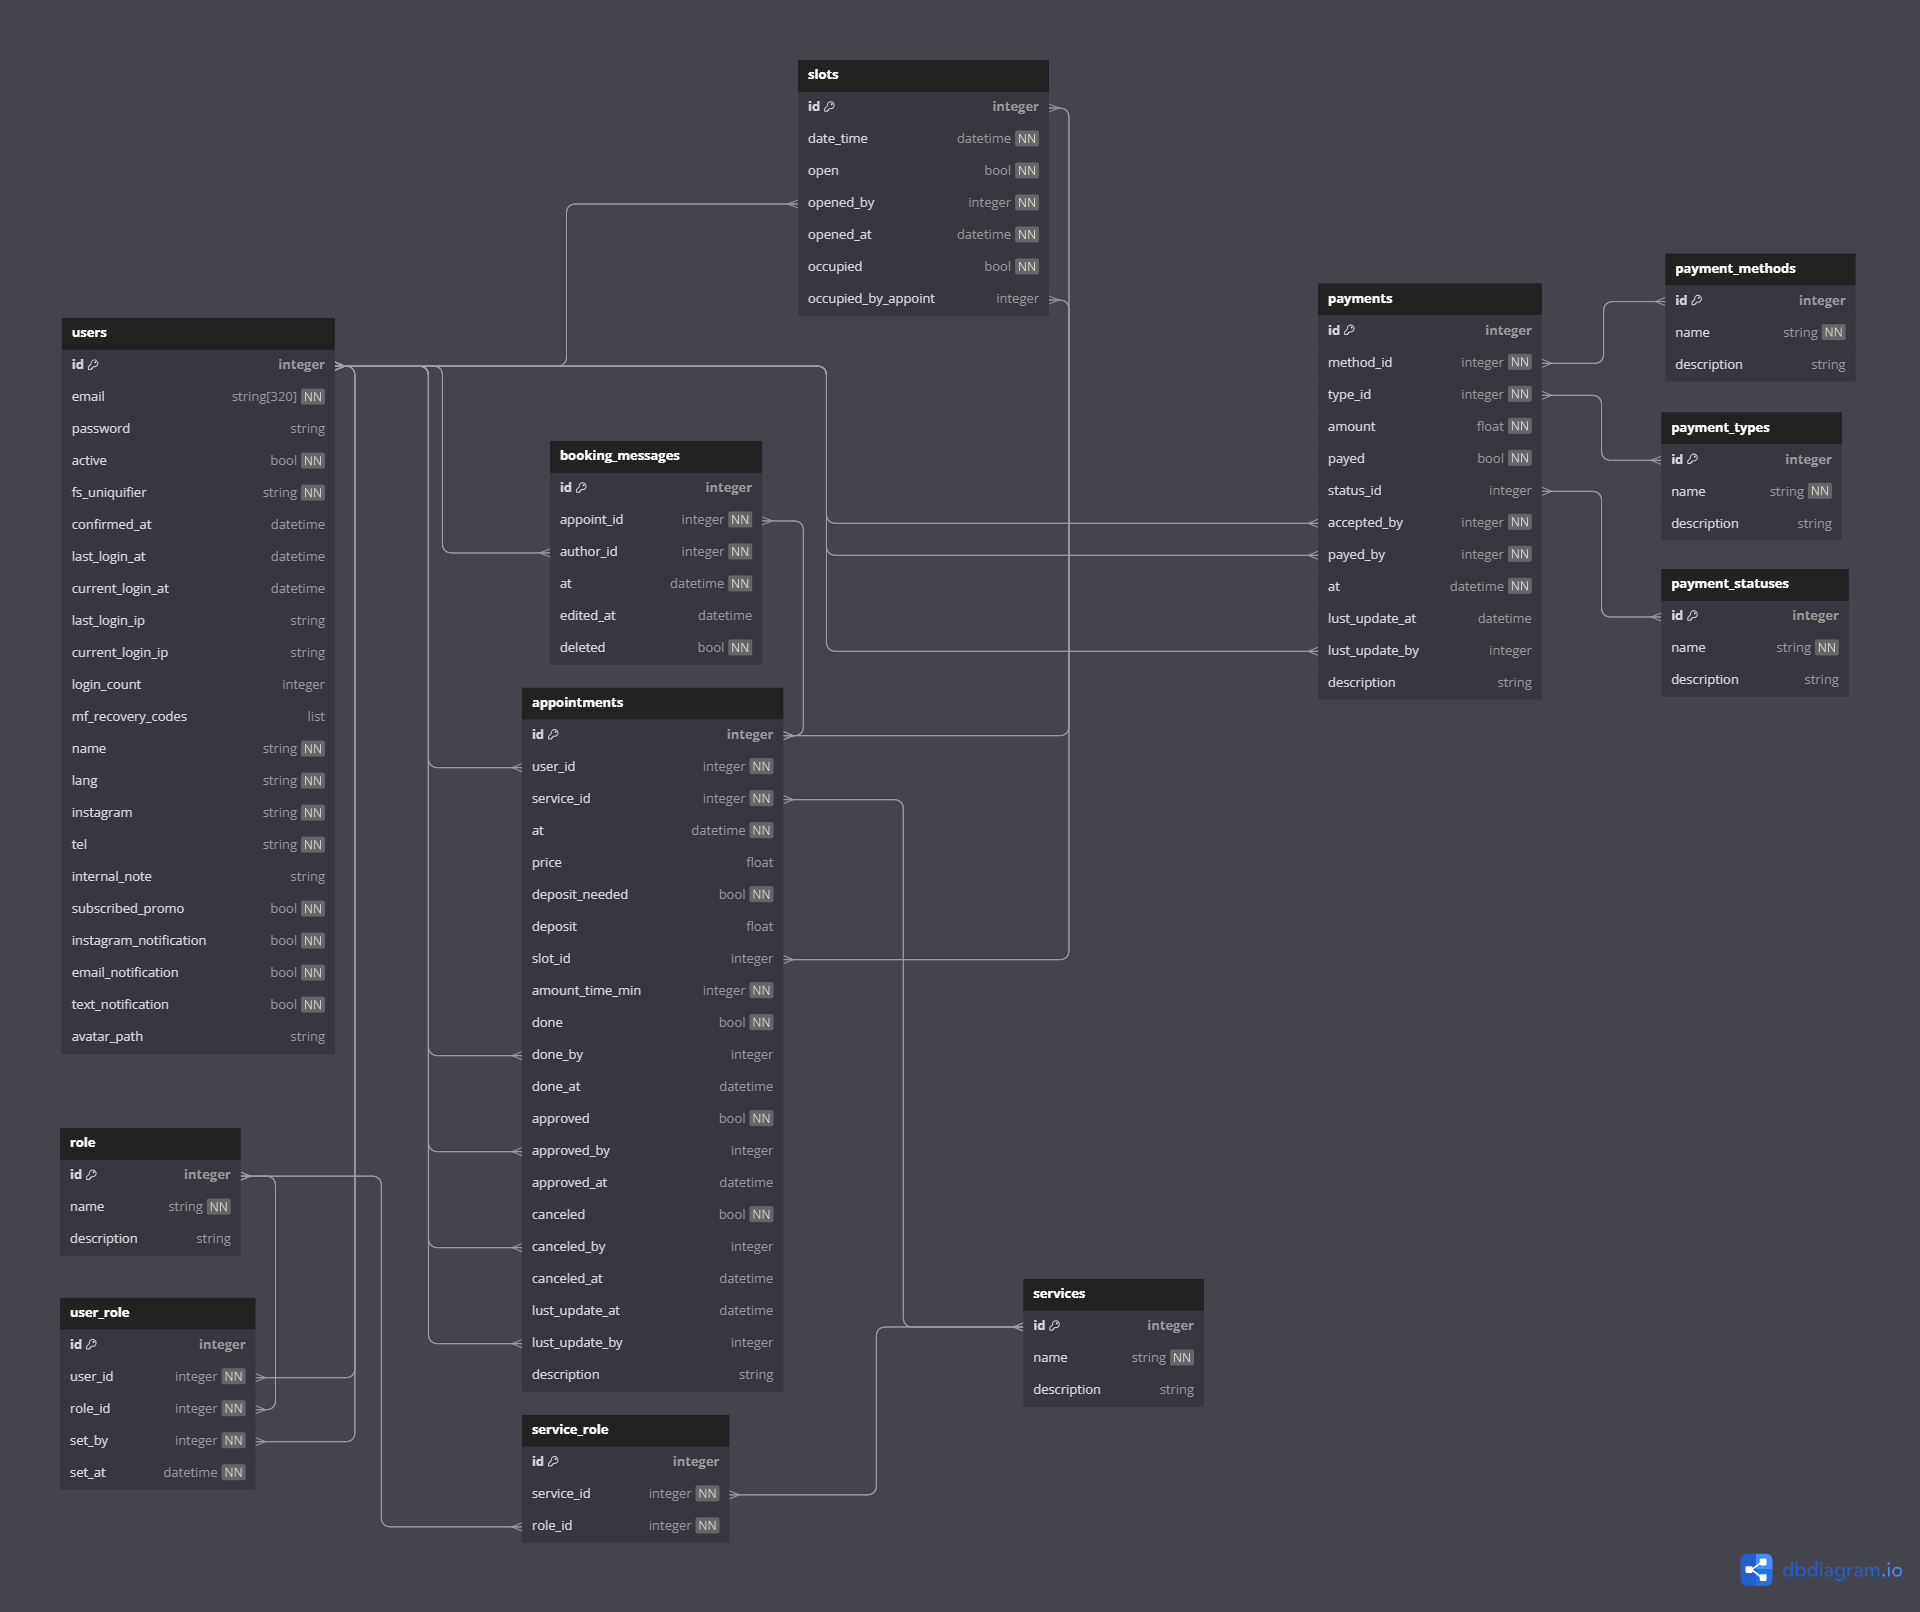 slots
id integer
date_time datetime NN
open bool NN
opened_by integer NN
opened_at datetime NN
occupied bool NN
occupied_by_appoint integer
users
id integer
email string[320] NN
password string
active bool NN
fs_uniquifier string NN
confirmed_at datetime
last_login_at datetime
current_login_at datetime
last_login_ip string
current_login_ip string
login_count integer
mf_recovery_codes list
name string NN
lang string NN
instagram string NN
tel string NN
internal_note string
subscribed_promo bool NN
instagram_notification bool NN
email_notification bool NN
text_notification bool NN
avatar_path string
booking_messages
id integer
appoint_id integer NN
author_id integer NN
at datetime NN
edited_at datetime
deleted bool NN
appointments
id integer
user_id integer NN
service_id integer NN
at datetime NN
price float
deposit_needed bool NN
deposit float
slot_id integer
amount_time_min integer NN
done bool NN
done_by integer
done_at datetime
approved bool NN
approved_by integer
approved_at datetime
canceled bool NN
canceled_by integer
canceled_at datetime
lust_update_at datetime
lust_update_by integer
description string
payments
id integer
method_id integer NN
type_id integer NN
amount float NN
payed bool NN
status_id integer
accepted_by integer NN
payed_by integer NN
at datetime NN
lust_update_at datetime
lust_update_by integer
description string
payment_methods
id integer
name string NN
description string
payment_types
id integer
name string NN
description string
payment_statuses
id integer
name string NN
description string
role
id integer
name string NN
description string
user_role
id integer
user_id integer NN
role_id integer NN
set_by integer NN
set_at datetime NN
service_role
id integer
service_id integer NN
role_id integer NN
services
id integer
name string NN
description string
dbdiagram.io